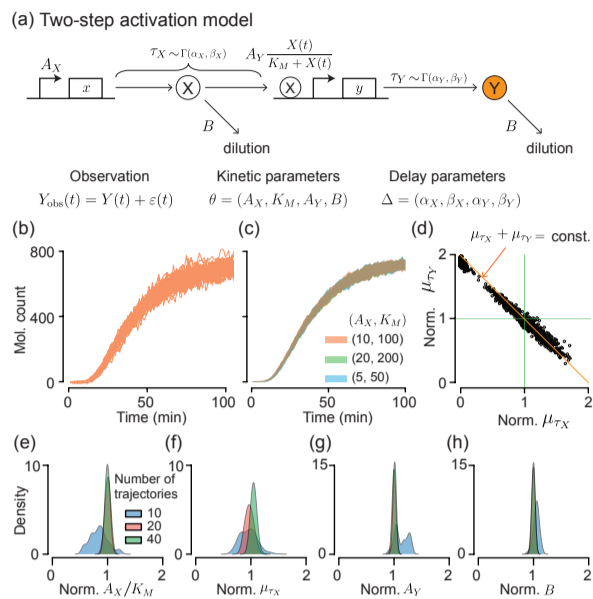 (a) Two-step activation model
A_X
x
τ_X ~ Γ(α_X, β_X)
X
B
dilution
A_Y X(t) / K_M + X(t)
X
y
τ_Y ~ Γ(α_Y, β_Y)
Y
B
dilution
Observation
Y_obs(t) = Y(t) + ε(t)
Kinetic parameters
θ = (A_X, K_M, A_Y, B)
Delay parameters
Δ = (α_X, β_X, α_Y, β_Y)
(b)
Mol. count
800
400
0
0 50 100
Time (min)
(c)
(A_X, K_M)
(10, 100)
(20, 200)
(5, 50)
0 50 100
Time (min)
(d)
μ_τX + μ_τY = const.
Norm. μ_τY
2
1
0
0 1 2
Norm. μ_τX
(e)
Density
10
0
Number of
trajectories
10
20
40
0 1 2
Norm. A_X/K_M
(f)
10
0
0 1 2
Norm. μ_τX
(g)
15
0
0 1 2
Norm. A_Y
(h)
15
0
0 1 2
Norm. B